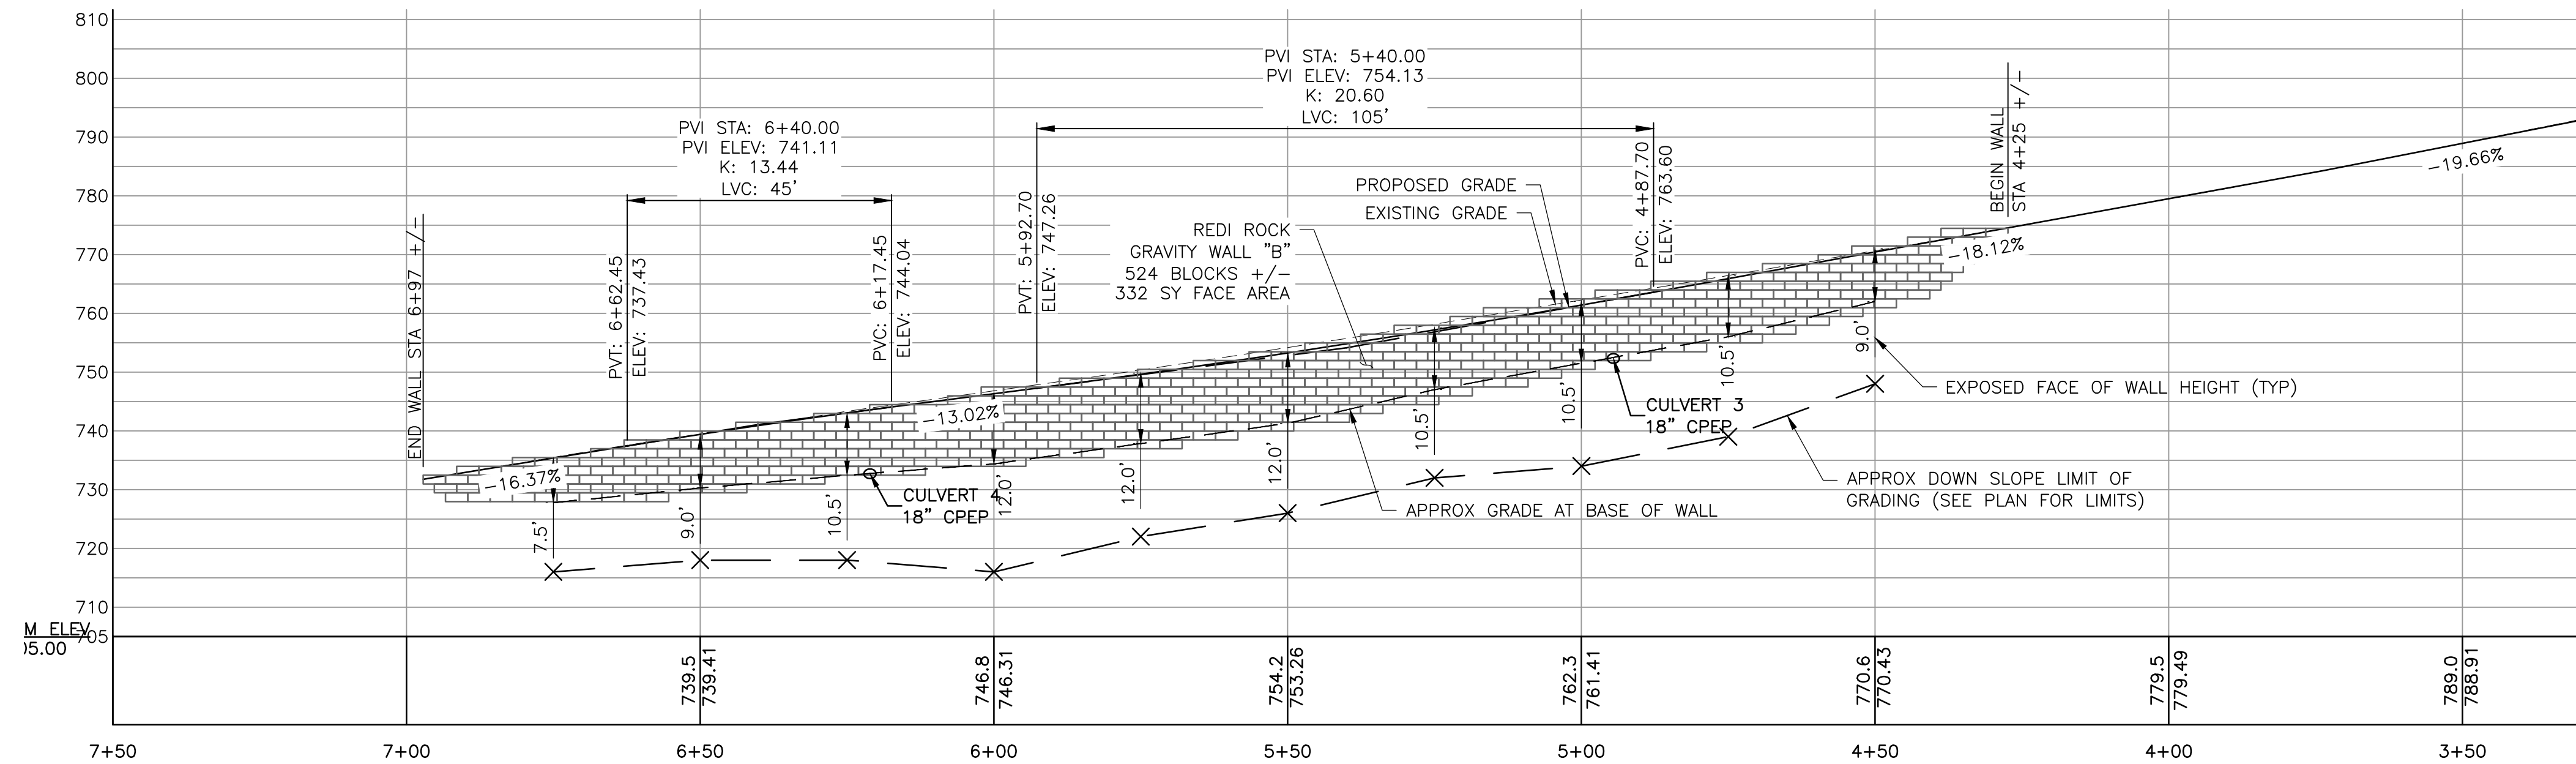 810
800
790
780
770
760
750
740
730
720
710
705
M ELEV
05.00
END WALL STA 6+97 +/-
PVI STA: 6+40.00
PVI ELEV: 741.11
K: 13.44
LVC: 45'
PVT: 6+62.45
ELEV: 737.43
PVC: 6+17.45
ELEV: 744.04
PVI STA: 5+40.00
PVI ELEV: 754.13
K: 20.60
LVC: 105'
PVT: 5+92.70
ELEV: 747.26
PVC: 4+87.70
ELEV: 763.60
PROPOSED GRADE
EXISTING GRADE
REDI ROCK
GRAVITY WALL "B"
524 BLOCKS +/-
332 SY FACE AREA
BEGIN WALL
STA 4+25 +/-
-19.66%
-18.12%
-13.02%
-16.37%
7.5'
9.0'
10.5'
12.0'
12.0'
12.0'
10.5'
10.5'
10.5'
9.0'
CULVERT 4
18" CPEP
CULVERT 3
18" CPEP
EXPOSED FACE OF WALL HEIGHT (TYP)
APPROX DOWN SLOPE LIMIT OF
GRADING (SEE PLAN FOR LIMITS)
APPROX GRADE AT BASE OF WALL
739.5
739.41
746.8
746.31
754.2
753.26
762.3
761.41
770.6
770.43
779.5
779.49
789.0
788.91
7+50
7+00
6+50
6+00
5+50
5+00
4+50
4+00
3+50